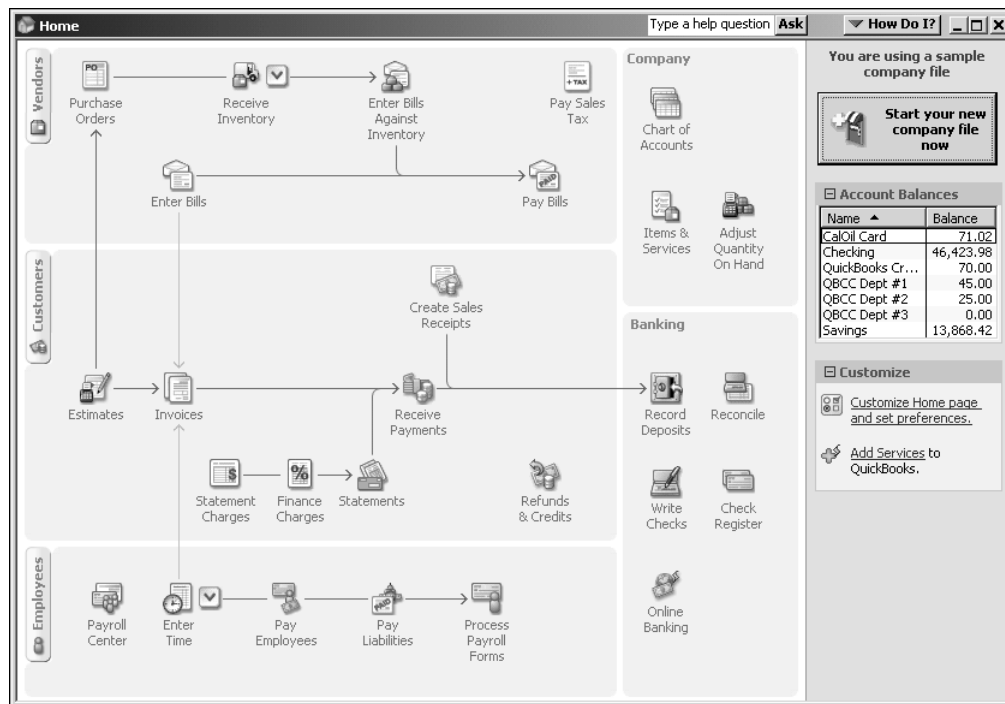 Home
Type a help question Ask
How Do I?
Vendors
PO
Purchase
Orders
Receive
Inventory
Enter Bills
Against
Inventory
+TAX
Pay Sales
Tax
Enter Bills
PAID
Pay Bills
Customers
Create Sales
Receipts
Estimates
Invoices
Receive
Payments
$
Statement
Charges
%
Finance
Charges
Statements
Refunds
& Credits
Employees
Payroll
Center
Enter
Time
Pay
Employees
PAID
Pay
Liabilities
Process
Payroll
Forms
Company
Chart of
Accounts
Items &
Services
Adjust
Quantity
On Hand
Banking
Record
Deposits
Reconcile
Write
Checks
Check
Register
Online
Banking
You are using a sample
company file
Start your new
company file
now
Account Balances
Name Balance
CalOil Card 71.02
Checking 46,423.98
QuickBooks Cr... 70.00
QBCC Dept #1 45.00
QBCC Dept #2 25.00
QBCC Dept #3 0.00
Savings 13,868.42
Customize
Customize Home page
and set preferences.
Add Services to
QuickBooks.